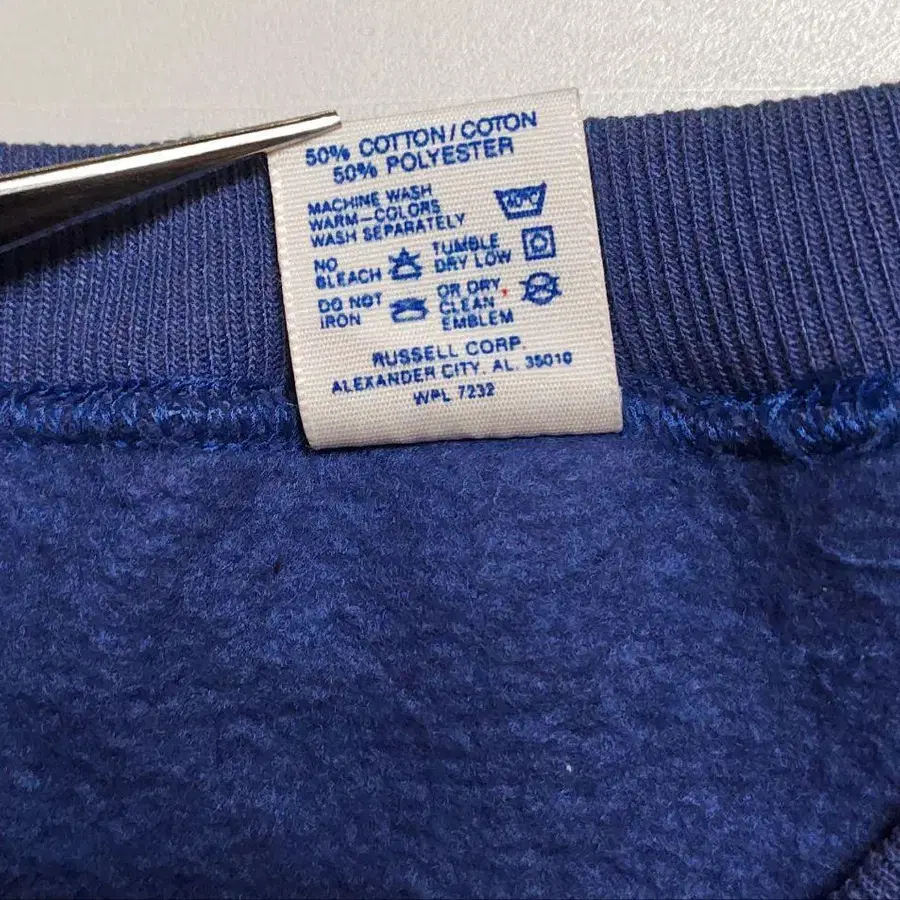 50% COTTON/COTON
50% POLYESTER
MACHINE WASH
WARM-COLORS
WASH SEPARATELY
40°C
NO
BLEACH
TUMBLE
DRY LOW
DO NOT
IRON
OR DRY
CLEAN
EMBLEM
RUSSELL CORP.
ALEXANDER CITY, AL. 35010
WPL 7232